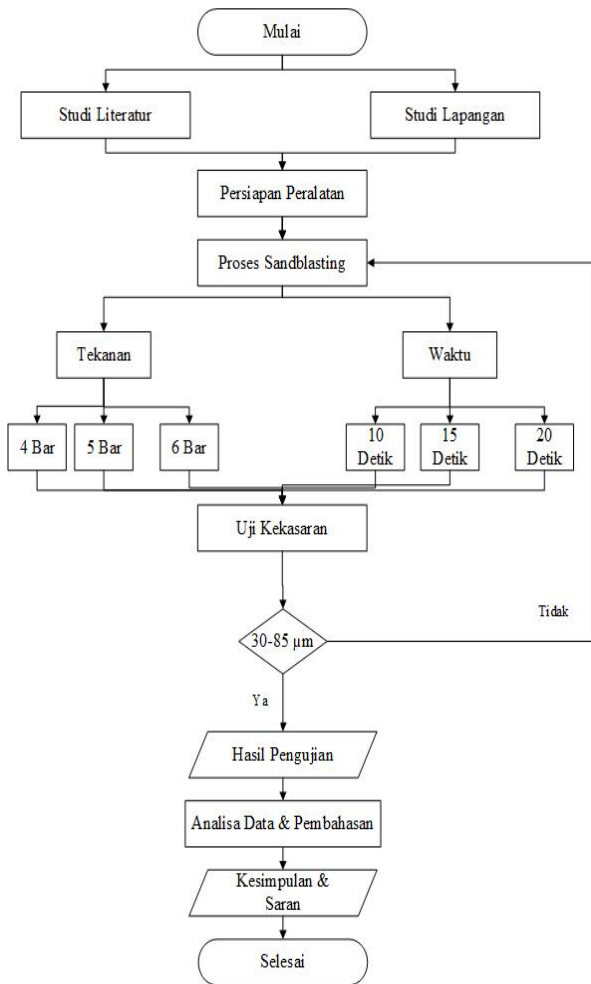 Mulai
Studi Literatur
Studi Lapangan
Persiapan Peralatan
Proses Sandblasting
Tekanan
Waktu
4 Bar
5 Bar
6 Bar
10
Detik
15
Detik
20
Detik
Uji Kekasaran
30-85 µm
Tidak
Ya
Hasil Pengujian
Analisa Data & Pembahasan
Kesimpulan &
Saran
Selesai